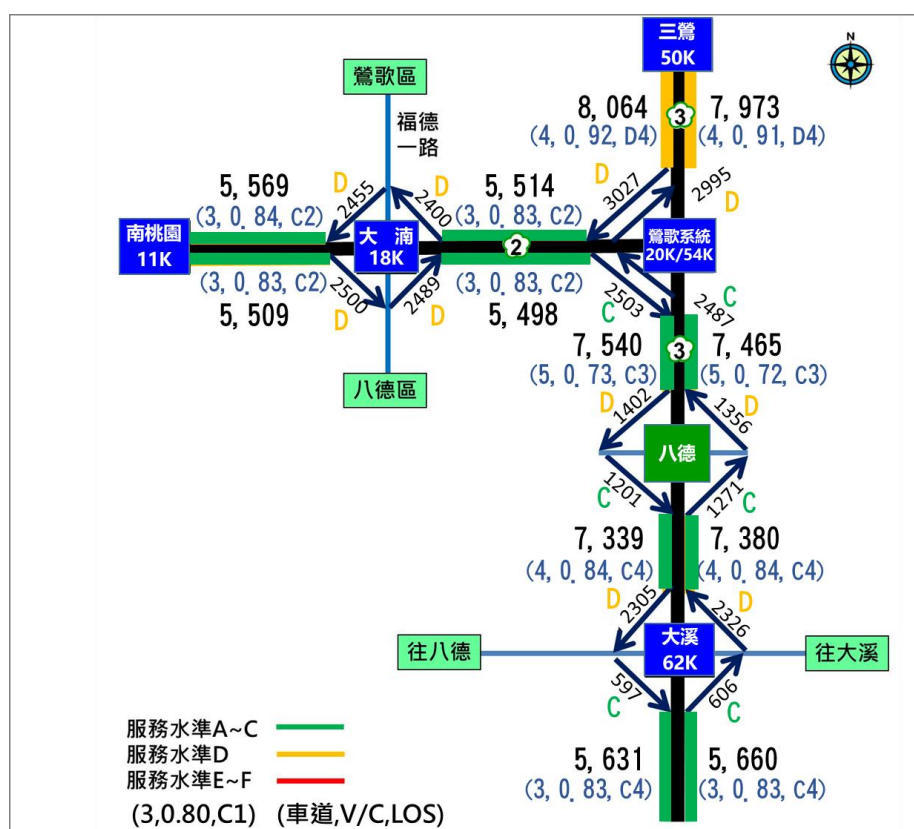 三鶯
50K
N
鶯歌區
8,064
(4, 0.92, D4)
3
7,973
(4, 0.91, D4)
福德
一路
D
3027
2995
D
5,569
(3, 0.84, C2)
D
2455
D
2400
5,514
(3, 0.83, C2)
南桃園
11K
大 湳
18K
2
鶯歌系統
20K/54K
(3, 0.83, C2)
5,509
2500
D
2489
D
(3, 0.83, C2)
5,498
2503
C
2487
C
7,540
(5, 0.73, C3)
3
7,465
(5, 0.72, C3)
八德區
D
1402
1356
D
八德
1201
C
1271
C
7,339
(4, 0.84, C4)
7,380
(4, 0.84, C4)
D
2305
2326
D
往八德
大溪
62K
往大溪
597
C
606
C
服務水準A~C
服務水準D
服務水準E~F
(3,0.80,C1) (車道,V/C,LOS)
5,631
(3, 0.83, C4)
5,660
(3, 0.83, C4)